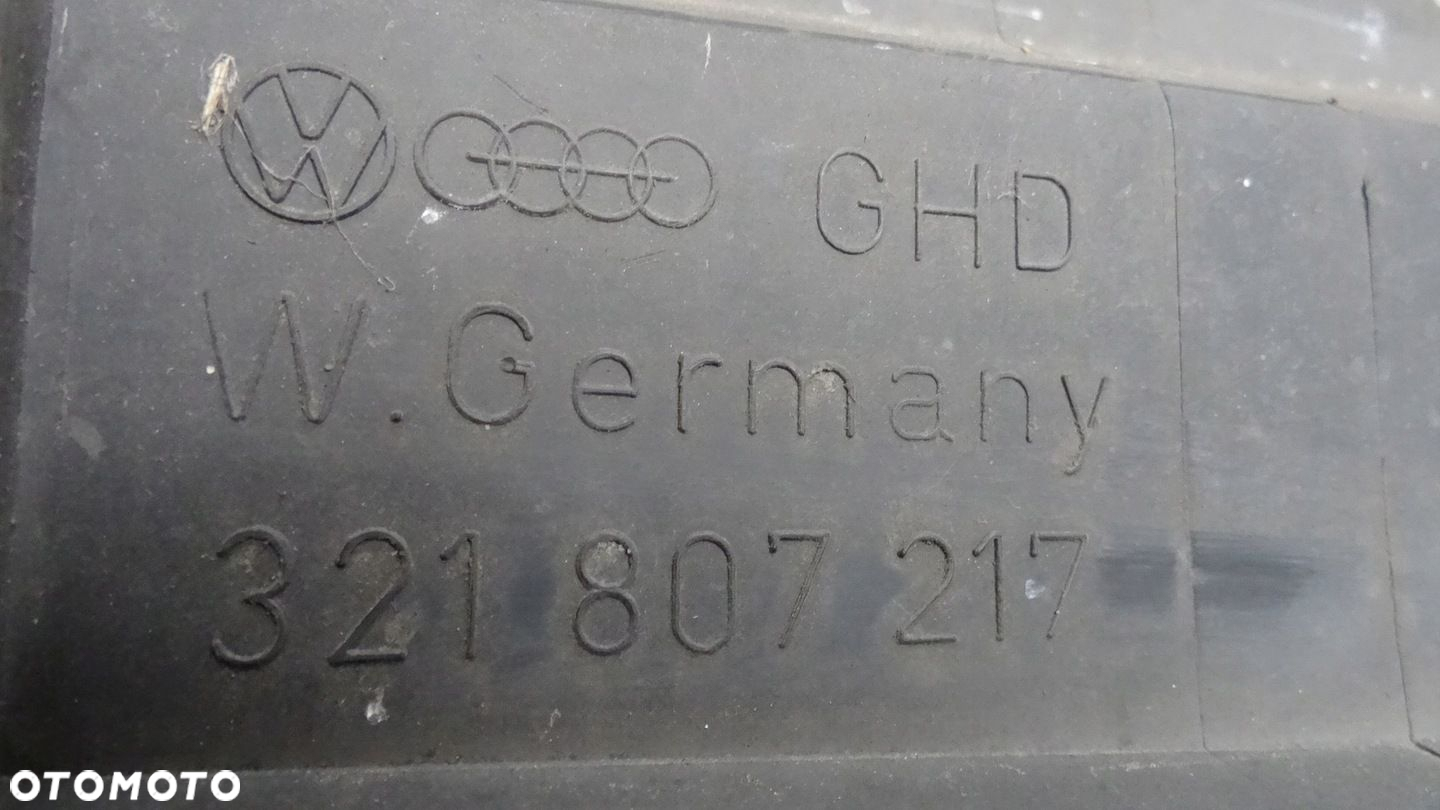 GHD
W. Germany
321 807 217
OTOMOTO